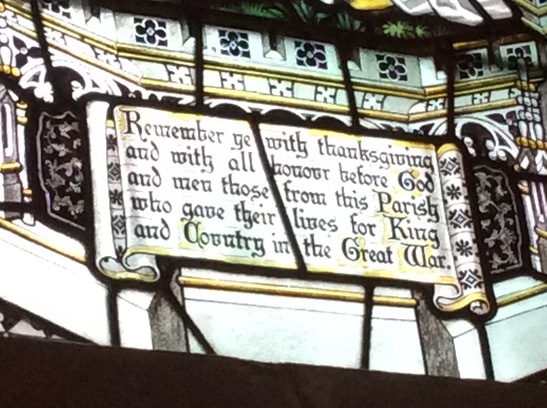 Remember ye with thanksgiving
and with all honour before God
and men those from this Parish
who gave their lives for King
and Country in the Great War.